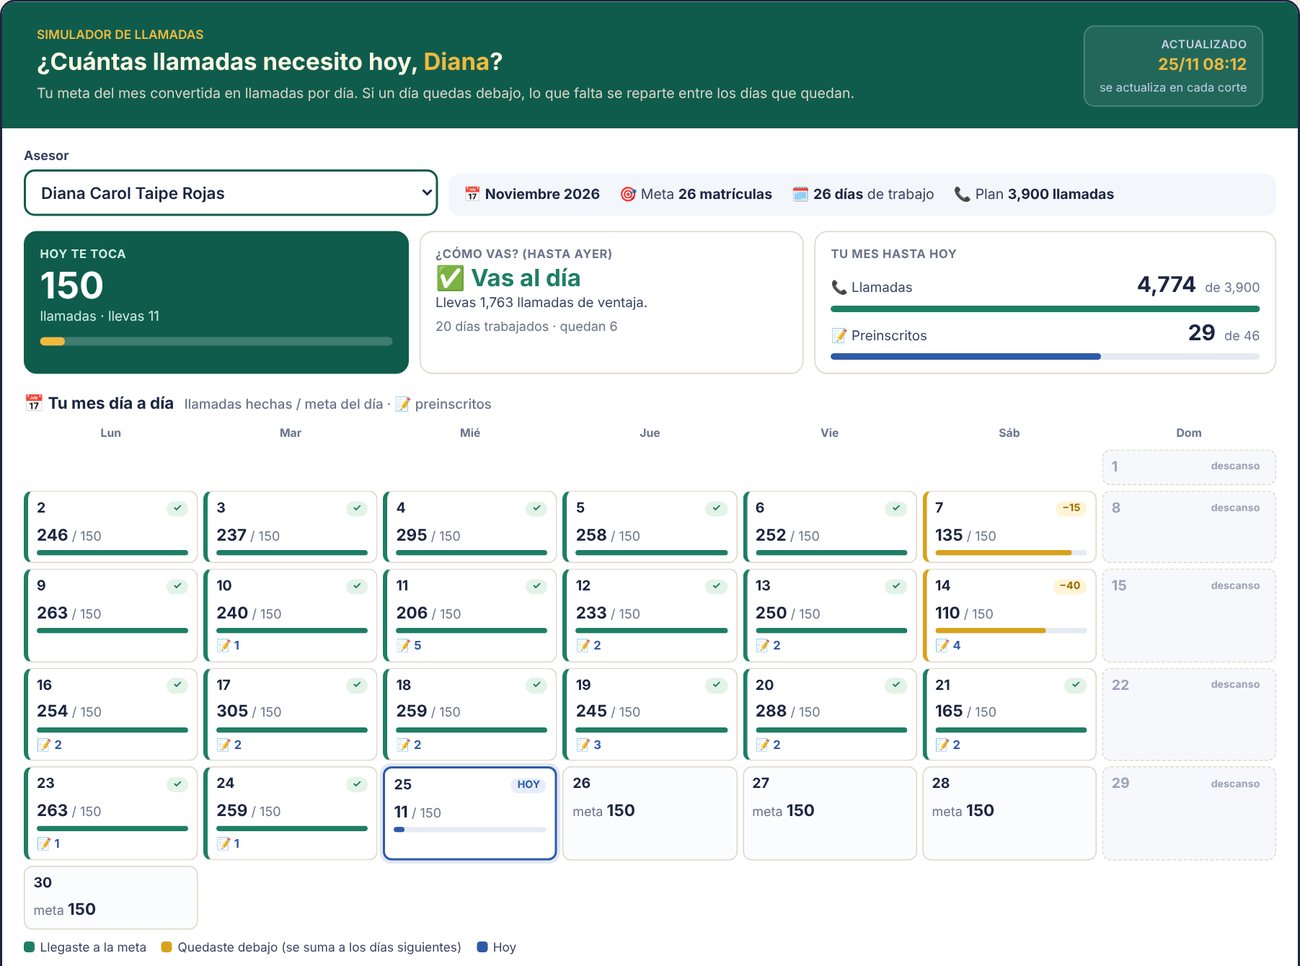 SIMULADOR DE LLAMADAS
¿Cuántas llamadas necesito hoy, Diana?
Tu meta del mes convertida en llamadas por día. Si un día quedas debajo, lo que falta se reparte entre los días que quedan.
ACTUALIZADO
25/11 08:12
se actualiza en cada corte
Asesor
Diana Carol Taipe Rojas
Noviembre 2026 Meta 26 matrículas 26 días de trabajo Plan 3,900 llamadas
HOY TE TOCA
150
llamadas · llevas 11
¿CÓMO VAS? (HASTA AYER)
✅ Vas al día
Llevas 1,763 llamadas de ventaja.
20 días trabajados · quedan 6
TU MES HASTA HOY
Llamadas 4,774 de 3,900
Preinscritos 29 de 46
Tu mes día a día llamadas hechas / meta del día · 📝 preinscritos
Lun Mar Mié Jue Vie Sáb Dom
1 descanso
2 ✓ 3 ✓ 4 ✓ 5 ✓ 6 ✓ 7 −15 8 descanso
246 / 150 237 / 150 295 / 150 258 / 150 252 / 150 135 / 150
9 ✓ 10 ✓ 11 ✓ 12 ✓ 13 ✓ 14 −40 15 descanso
263 / 150 240 / 150 206 / 150 233 / 150 250 / 150 110 / 150
1 5 2 2 4
16 ✓ 17 ✓ 18 ✓ 19 ✓ 20 ✓ 21 ✓ 22 descanso
254 / 150 305 / 150 259 / 150 245 / 150 288 / 150 165 / 150
2 2 2 3 2 2
23 ✓ 24 ✓ 25 HOY 26 27 28 29 descanso
263 / 150 259 / 150 11 / 150 meta 150 meta 150 meta 150
1 1
30
meta 150
Llegaste a la meta Quedaste debajo (se suma a los días siguientes) Hoy